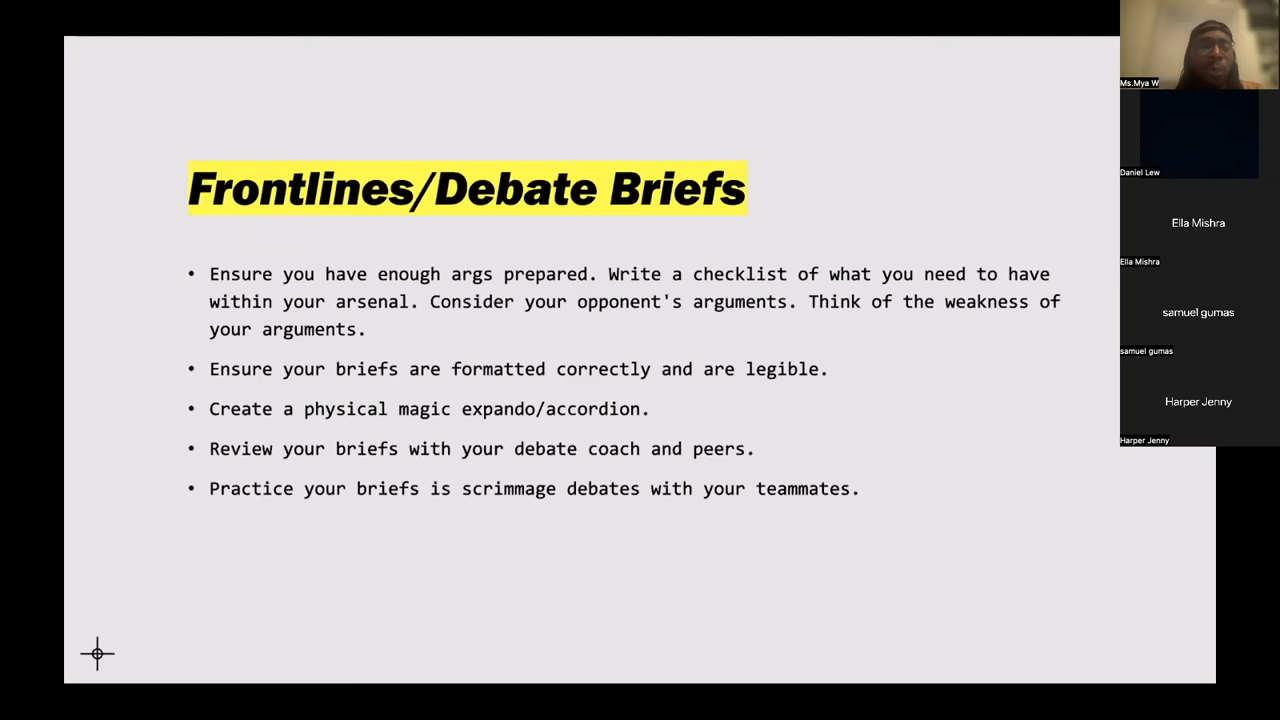 Frontlines/Debate Briefs
• Ensure you have enough args prepared. Write a checklist of what you need to have
within your arsenal. Consider your opponent's arguments. Think of the weakness of
your arguments.
• Ensure your briefs are formatted correctly and are legible.
• Create a physical magic expando/accordion.
• Review your briefs with your debate coach and peers.
• Practice your briefs is scrimmage debates with your teammates.
Ms.Mya W
Daniel Lew
Ella Mishra
Ella Mishra
samuel gumas
samuel gumas
Harper Jenny
Harper Jenny